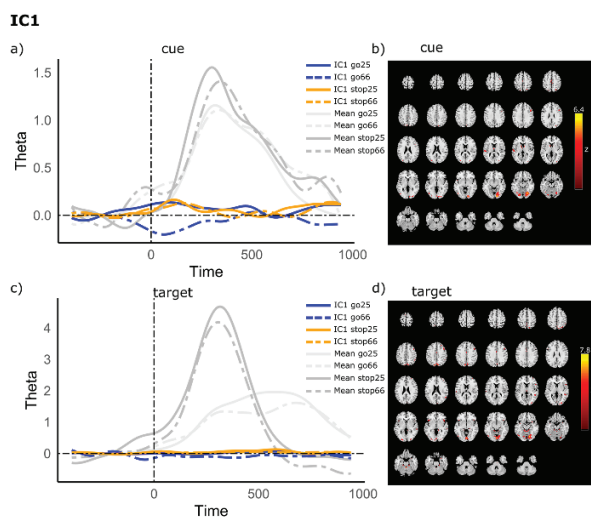 IC1
a)
cue
1.5
1.0
0.5
0.0
Theta
0
500
1000
Time
IC1 go25
IC1 go66
IC1 stop25
IC1 stop66
Mean go25
Mean go66
Mean stop25
Mean stop66
b)
cue
6.4
z
c)
target
4
3
2
1
0
Theta
0
500
1000
Time
IC1 go25
IC1 go66
IC1 stop25
IC1 stop66
Mean go25
Mean go66
Mean stop25
Mean stop66
d)
target
7.8